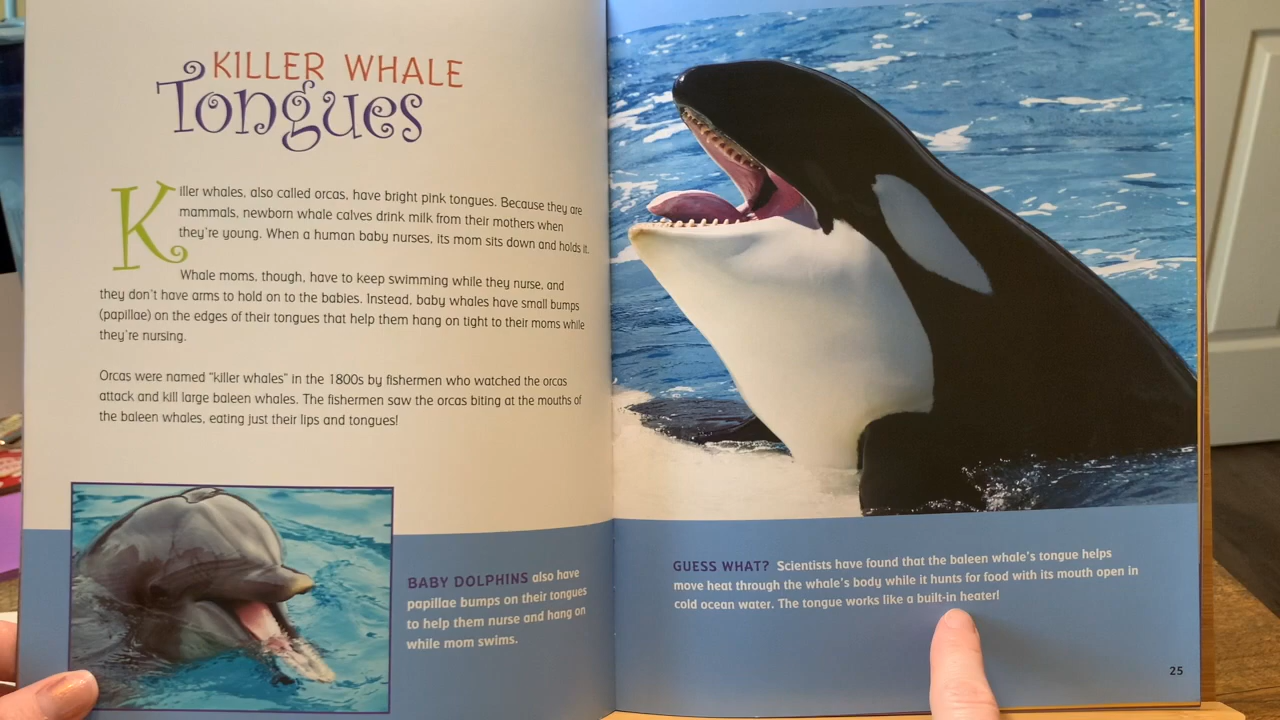 KILLER WHALE
Tongues
Killer whales, also called orcas, have bright pink tongues. Because they are
mammals, newborn whale calves drink milk from their mothers when
they're young. When a human baby nurses, its mom sits down and holds it.
Whale moms, though, have to keep swimming while they nurse, and
they don't have arms to hold on to the babies. Instead, baby whales have small bumps
(papillae) on the edges of their tongues that help them hang on tight to their moms while
they're nursing.
Orcas were named "killer whales" in the 1800s by fishermen who watched the orcas
attack and kill large baleen whales. The fishermen saw the orcas biting at the mouths of
the baleen whales, eating just their lips and tongues!
BABY DOLPHINS also have
papillae bumps on their tongues
to help them nurse and hang on
while mom swims.
GUESS WHAT? Scientists have found that the baleen whale's tongue helps
move heat through the whale's body while it hunts for food with its mouth open in
cold ocean water. The tongue works like a built-in heater!
25